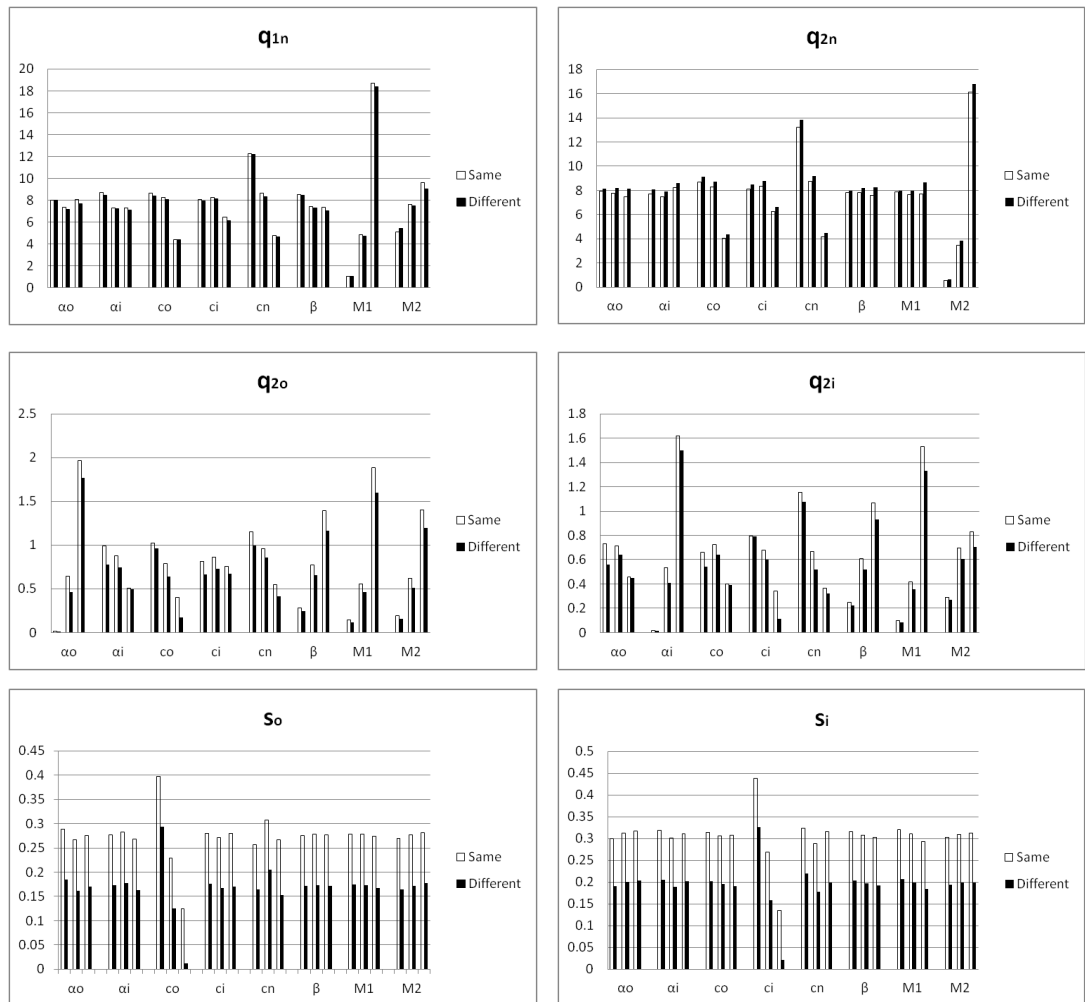 q1n
20
18
16
14
12
10
8
6
4
2
0
αo αi co ci cn β M1 M2
Same
Different
q2n
18
16
14
12
10
8
6
4
2
0
αo αi co ci cn β M1 M2
Same
Different
q2o
2.5
2
1.5
1
0.5
0
αo αi co ci cn β M1 M2
Same
Different
q2i
1.8
1.6
1.4
1.2
1
0.8
0.6
0.4
0.2
0
αo αi co ci cn β M1 M2
Same
Different
so
0.45
0.4
0.35
0.3
0.25
0.2
0.15
0.1
0.05
0
αo αi co ci cn β M1 M2
Same
Different
si
0.5
0.45
0.4
0.35
0.3
0.25
0.2
0.15
0.1
0.05
0
αo αi co ci cn β M1 M2
Same
Different